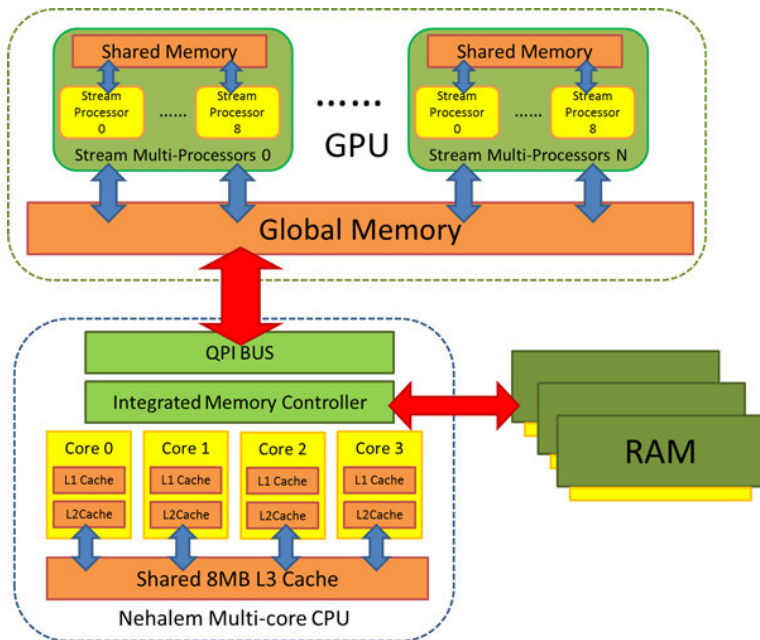 Shared Memory
Stream
Processor
0
......
Stream
Processor
8
Stream Multi-Processors 0
......
GPU
Shared Memory
Stream
Processor
0
......
Stream
Processor
8
Stream Multi-Processors N
Global Memory
QPI BUS
Integrated Memory Controller
Core 0
L1 Cache
L2Cache
Core 1
L1 Cache
L2Cache
Core 2
L1 Cache
L2Cache
Core 3
L1 Cache
L2Cache
Shared 8MB L3 Cache
Nehalem Multi-core CPU
RAM